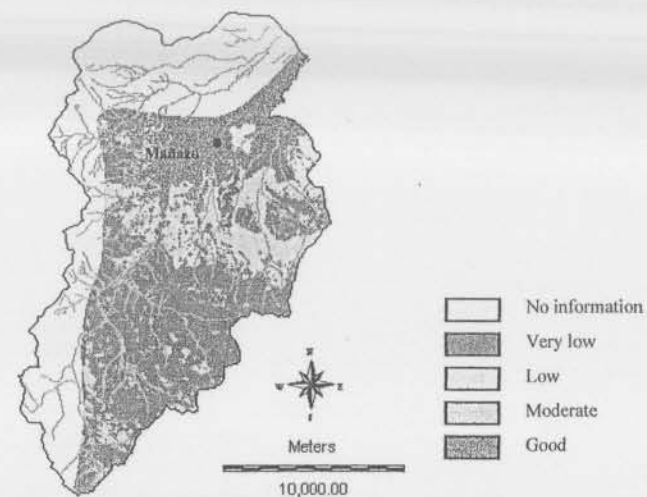 Mañazo
No information
Very low
Low
Moderate
Good
N
W E
S
Meters
10,000.00